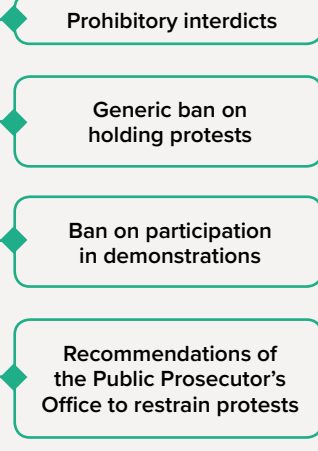 Prohibitory interdicts
Generic ban on
holding protests
Ban on participation
in demonstrations
Recommendations of
the Public Prosecutor’s
Office to restrain protests